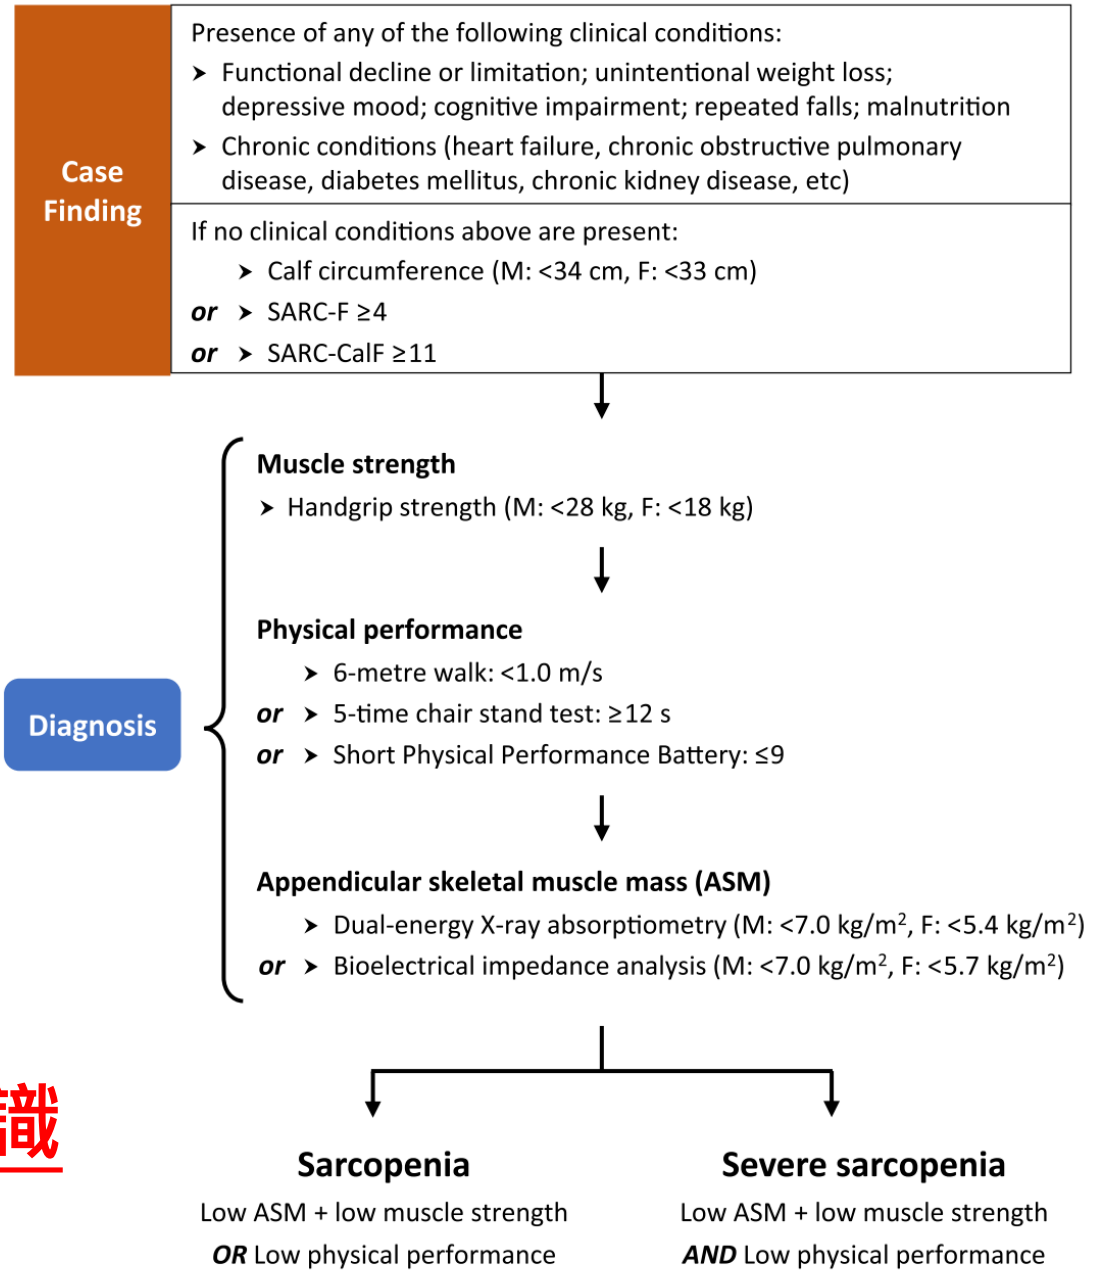 Case
Finding
Presence of any of the following clinical conditions:
➤ Functional decline or limitation; unintentional weight loss;
depressive mood; cognitive impairment; repeated falls; malnutrition
➤ Chronic conditions (heart failure, chronic obstructive pulmonary
disease, diabetes mellitus, chronic kidney disease, etc)
If no clinical conditions above are present:
➤ Calf circumference (M: <34 cm, F: <33 cm)
or ➤ SARC-F ≥4
or ➤ SARC-CalF ≥11
Diagnosis
Muscle strength
➤ Handgrip strength (M: <28 kg, F: <18 kg)
Physical performance
➤ 6-metre walk: <1.0 m/s
or ➤ 5-time chair stand test: ≥12 s
or ➤ Short Physical Performance Battery: ≤9
Appendicular skeletal muscle mass (ASM)
➤ Dual-energy X-ray absorptiometry (M: <7.0 kg/m², F: <5.4 kg/m²)
or ➤ Bioelectrical impedance analysis (M: <7.0 kg/m², F: <5.7 kg/m²)
Sarcopenia
Low ASM + low muscle strength
OR Low physical performance
Severe sarcopenia
Low ASM + low muscle strength
AND Low physical performance